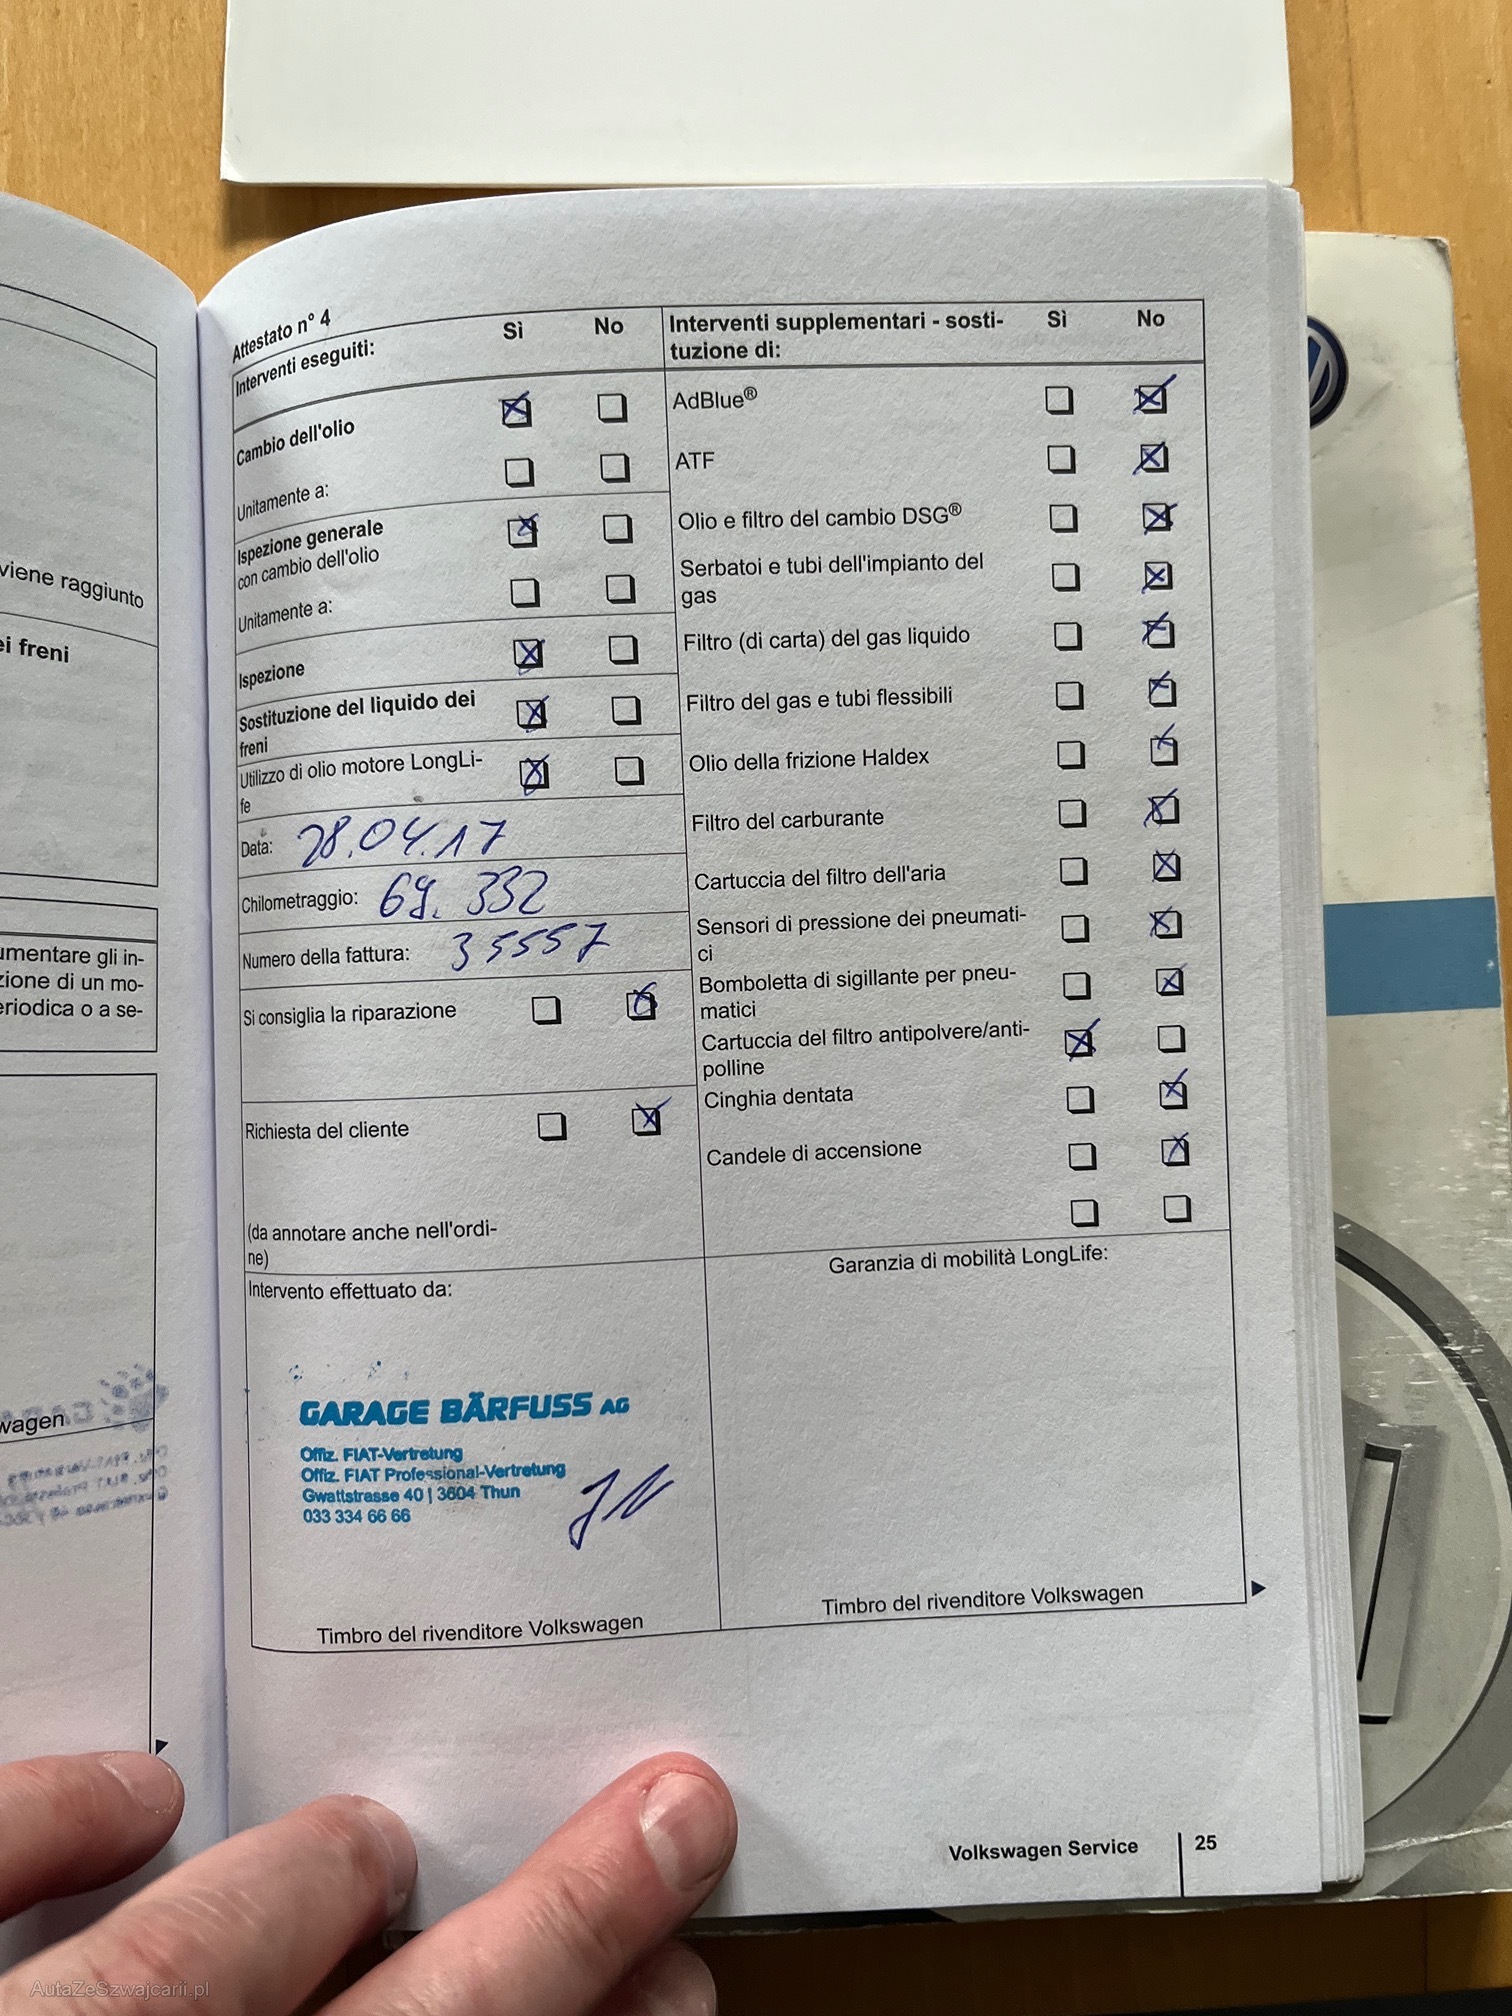 viene raggiunto
ei freni
umentare gli in-
zione di un mo-
eriodica o a se-
wagen
Attestato n° 4
Interventi eseguiti: Sì No
Cambio dell'olio
Unitamente a:
Ispezione generale
con cambio dell'olio
Unitamente a:
Ispezione
Sostituzione del liquido dei
freni
Utilizzo di olio motore LongLi-
fe
Data: 28.04.17
Chilometraggio: 69.332
Numero della fattura: 35557
Si consiglia la riparazione
Richiesta del cliente
(da annotare anche nell'ordi-
ne)
Intervento effettuato da:
GARAGE BÄRFUSS AG
Offiz. FIAT-Vertretung
Offiz. FIAT Professional-Vertretung
Gwattstrasse 40 | 3604 Thun
033 334 66 66
Timbro del rivenditore Volkswagen
Interventi supplementari - sosti- Sì No
tuzione di:
AdBlue®
ATF
Olio e filtro del cambio DSG®
Serbatoi e tubi dell'impianto del
gas
Filtro (di carta) del gas liquido
Filtro del gas e tubi flessibili
Olio della frizione Haldex
Filtro del carburante
Cartuccia del filtro dell'aria
Sensori di pressione dei pneumati-
ci
Bomboletta di sigillante per pneu-
matici
Cartuccia del filtro antipolvere/anti-
polline
Cinghia dentata
Candele di accensione
Garanzia di mobilità LongLife:
Timbro del rivenditore Volkswagen
Volkswagen Service 25
AutaZeSzwajcarii.pl